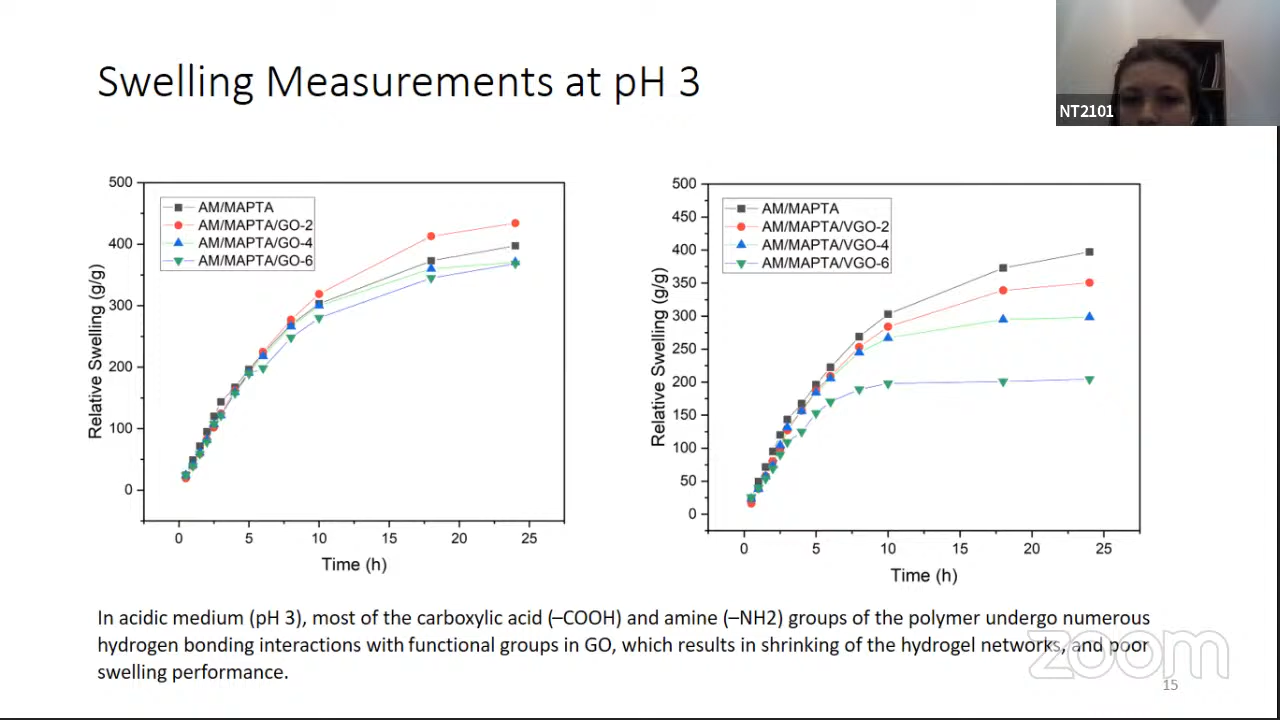 Swelling Measurements at pH 3
NT2101
500
400
300
200
100
0
Relative Swelling (g/g)
AM/MAPTA
AM/MAPTA/GO-2
AM/MAPTA/GO-4
AM/MAPTA/GO-6
0 5 10 15 20 25
Time (h)
500
450
400
350
300
250
200
150
100
50
0
Relative Swelling (g/g)
AM/MAPTA
AM/MAPTA/VGO-2
AM/MAPTA/VGO-4
AM/MAPTA/VGO-6
0 5 10 15 20 25
Time (h)
In acidic medium (pH 3), most of the carboxylic acid (–COOH) and amine (–NH2) groups of the polymer undergo numerous
hydrogen bonding interactions with functional groups in GO, which results in shrinking of the hydrogel networks, and poor
swelling performance.
zoom
15